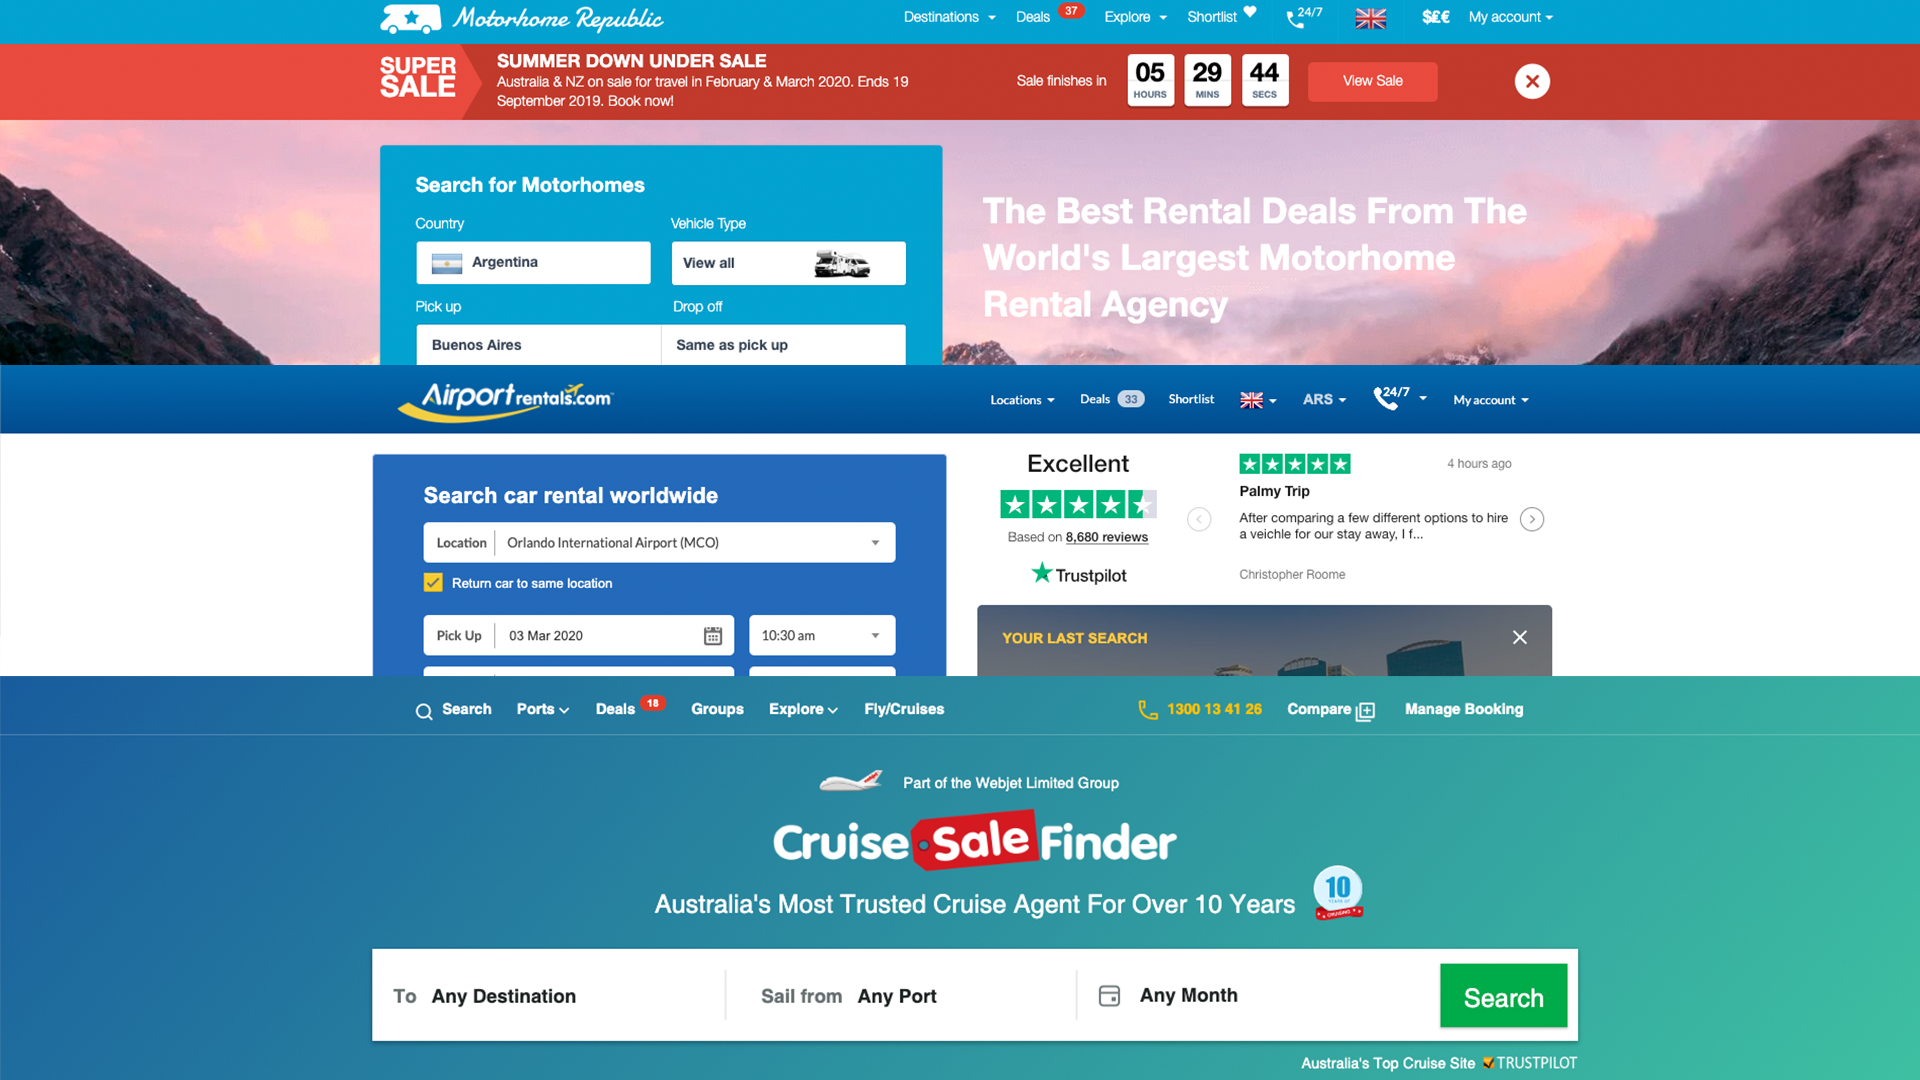 Motorhome Republic
Destinations
Deals 37
Explore
Shortlist
24/7
$££
My account
SUPER
SALE
SUMMER DOWN UNDER SALE
Australia & NZ on sale for travel in February & March 2020. Ends 19
September 2019. Book now!
Sale finishes in
05 HOURS
29 MINS
44 SECS
View Sale
Search for Motorhomes
Country
Vehicle Type
Argentina
View all
Pick up
Drop off
Buenos Aires
Same as pick up
The Best Rental Deals From The
World's Largest Motorhome
Rental Agency
Airportrentals.com
Locations
Deals 33
Shortlist
ARS
24/7
My account
Search car rental worldwide
Location
Orlando International Airport (MCO)
Return car to same location
Pick Up
03 Mar 2020
10:30 am
Excellent
Based on 8,680 reviews
Trustpilot
4 hours ago
Palmy Trip
After comparing a few different options to hire
a veichle for our stay away, I f...
Christopher Roome
YOUR LAST SEARCH
Search
Ports
Deals 18
Groups
Explore
Fly/Cruises
1300 13 41 26
Compare
Manage Booking
Part of the Webjet Limited Group
Cruise Sale Finder
Australia's Most Trusted Cruise Agent For Over 10 Years
10
YEARS OF
CRUISING
To Any Destination
Sail from Any Port
Any Month
Search
Australia's Top Cruise Site TRUSTPILOT